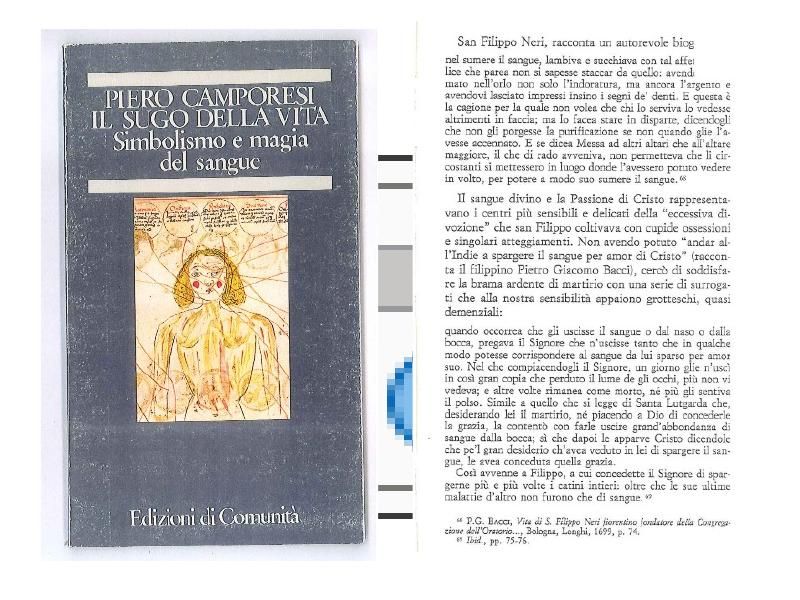 PIERO CAMPORESI
IL SUGO DELLA VITA
Simbolismo e magia
del sangue
Edizioni di Comunità
San Filippo Neri, racconta un autorevole biog
nel sumere il sangue, lambiva e succhiava con tal affe
lice che parea non si sapesse staccar da quello: avend
mato nell'orlo non solo l'indoratura, ma ancora l'argento e
avendovi lasciato impressi insino i segni de' denti. E questa è
la cagione per la quale non volea che chi lo serviva lo vedesse
altrimenti in faccia; ma lo facea stare in disparte, dicendogli
che non gli porgesse la purificazione se non quando glie l'a-
vesse accennato. E se dicea Messa ad altri altari che all'altare
maggiore, il che di rado avveniva, non permetteva che li cir-
costanti si mettessero in luogo donde l'avessero potuto vedere
in volto, per potere a modo suo sumere il sangue. 68
Il sangue divino e la Passione di Cristo rappresenta-
vano i centri più sensibili e delicati della "eccessiva di-
vozione" che san Filippo coltivava con cupide ossessioni
e singolari atteggiamenti. Non avendo potuto "andar al-
l'Indie a spargere il sangue per amor di Cristo" (raccon-
ta il filippino Pietro Giacomo Bacci), cercò di soddisfa-
re la brama ardente di martirio con una serie di surroga-
ti che alla nostra sensibilità appaiono grotteschi, quasi
demenziali:
quando occorrea che gli uscisse il sangue o dal naso o dalla
bocca, pregava il Signore che n'uscisse tanto che in qualche
modo potesse corrispondere al sangue da lui sparso per amor
suo. Nel che compiacendogli il Signore, un giorno glie n'uscì
in così gran copia che perduto il lume de gli occhi, più non vi
vedeva; e altre volte rimanea come morto, né più gli sentiva
il polso. Simile a quello che si legge di Santa Lutgarda che,
desiderando lei il martirio, né piacendo a Dio di concederle
la grazia, la contentò con farle uscire grand'abbondanza di
sangue dalla bocca; sì che dapoi le apparve Cristo dicendole
che pe'l gran desiderio ch'avea veduto in lei di spargere il san-
gue, le avea conceduta quella grazia.
Così avvenne a Filippo, a cui concedette il Signore di spar-
gerne più e più volte i catini intieri: oltre che le sue ultime
malattie d'altro non furono che di sangue. 69
68 P.G. BACCI, Vita di S. Filippo Neri fiorentino fondatore della Congrega-
zione dell'Oratorio..., Bologna, Longhi, 1699, p. 74.
69 Ibid., pp. 75-76.